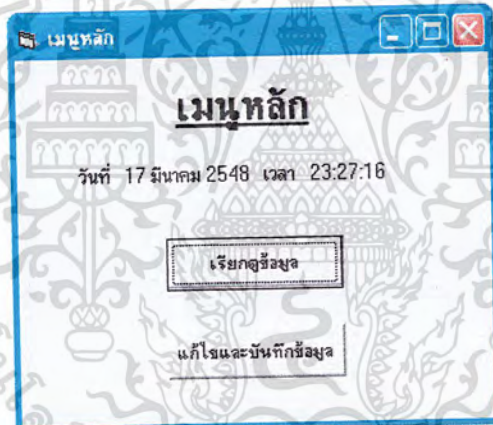 เมนูหลัก
เมนูหลัก
วันที่ 17 มีนาคม 2548 เวลา 23:27:16
เรียกดูข้อมูล
แก้ไขและบันทึกข้อมูล